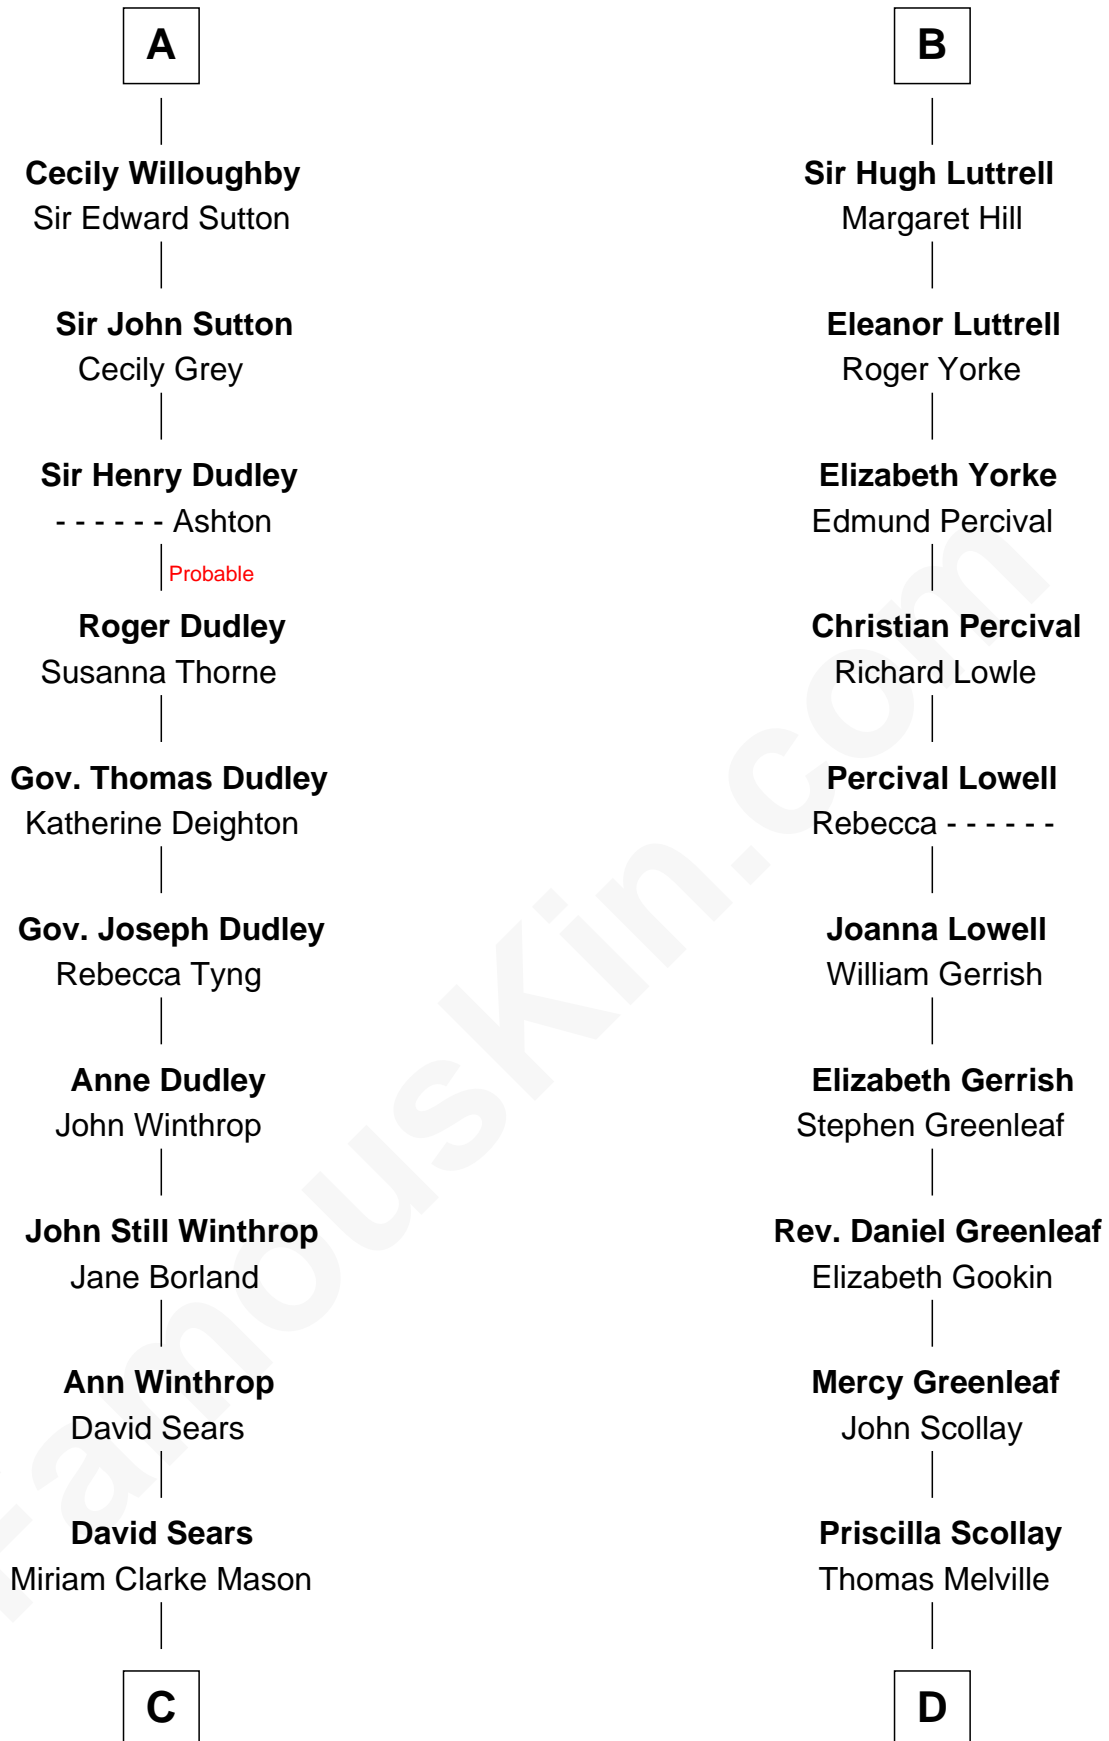 A
Cecily Willoughby
Sir Edward Sutton
Sir John Sutton
Cecily Grey
Sir Henry Dudley
- - - - - - Ashton
Probable
Roger Dudley
Susanna Thorne
Gov. Thomas Dudley
Katherine Deighton
Gov. Joseph Dudley
Rebecca Tyng
Anne Dudley
John Winthrop
John Still Winthrop
Jane Borland
Ann Winthrop
David Sears
David Sears
Miriam Clarke Mason
C
B
Sir Hugh Luttrell
Margaret Hill
Eleanor Luttrell
Roger Yorke
Elizabeth Yorke
Edmund Percival
Christian Percival
Richard Lowle
Percival Lowell
Rebecca - - - - - -
Joanna Lowell
William Gerrish
Elizabeth Gerrish
Stephen Greenleaf
Rev. Daniel Greenleaf
Elizabeth Gookin
Mercy Greenleaf
John Scollay
Priscilla Scollay
Thomas Melville
D
FamousKin.com